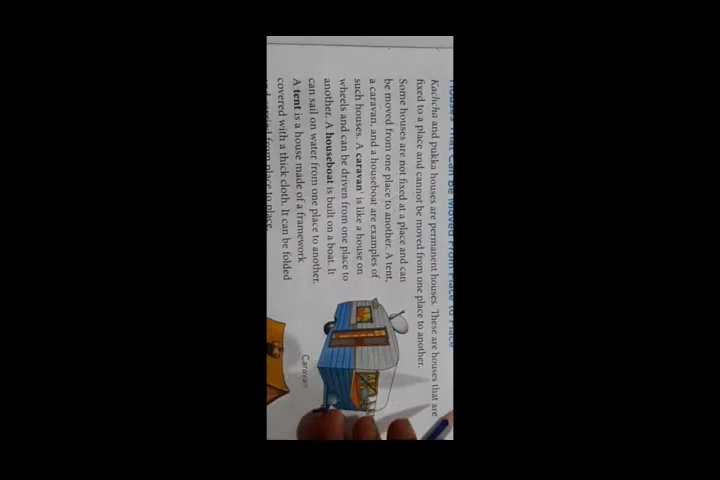 Houses That Can Be Moved From Place to Place
Kachcha and pukka houses are permanent houses. These are houses that are
fixed to a place and cannot be moved from one place to another.
Some houses are not fixed at a place and can
be moved from one place to another. A tent,
a caravan, and a houseboat are examples of
such houses. A caravan is like a house on
wheels and can be driven from one place to
another. A houseboat is built on a boat. It
can sail on water from one place to another.
A tent is a house made of a framework
covered with a thick cloth. It can be folded
and carried from place to place.
Caravan